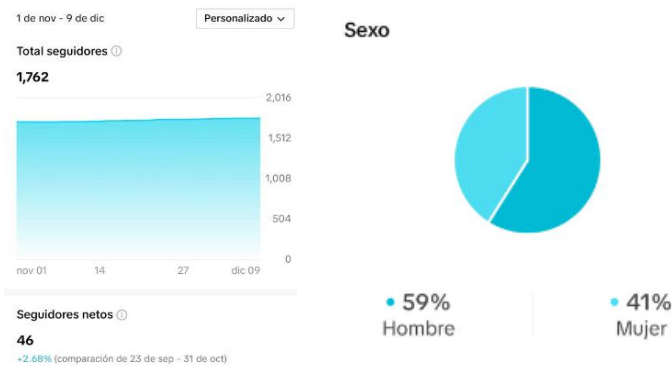 1 de nov - 9 de dic
Personalizado
Total seguidores
1,762
2,016
1,512
1,008
504
0
nov 01 14 27 dic 09
Seguidores netos
46
+2.68% (comparación de 23 de sep - 31 de oct)
Sexo
59%
Hombre
41%
Mujer